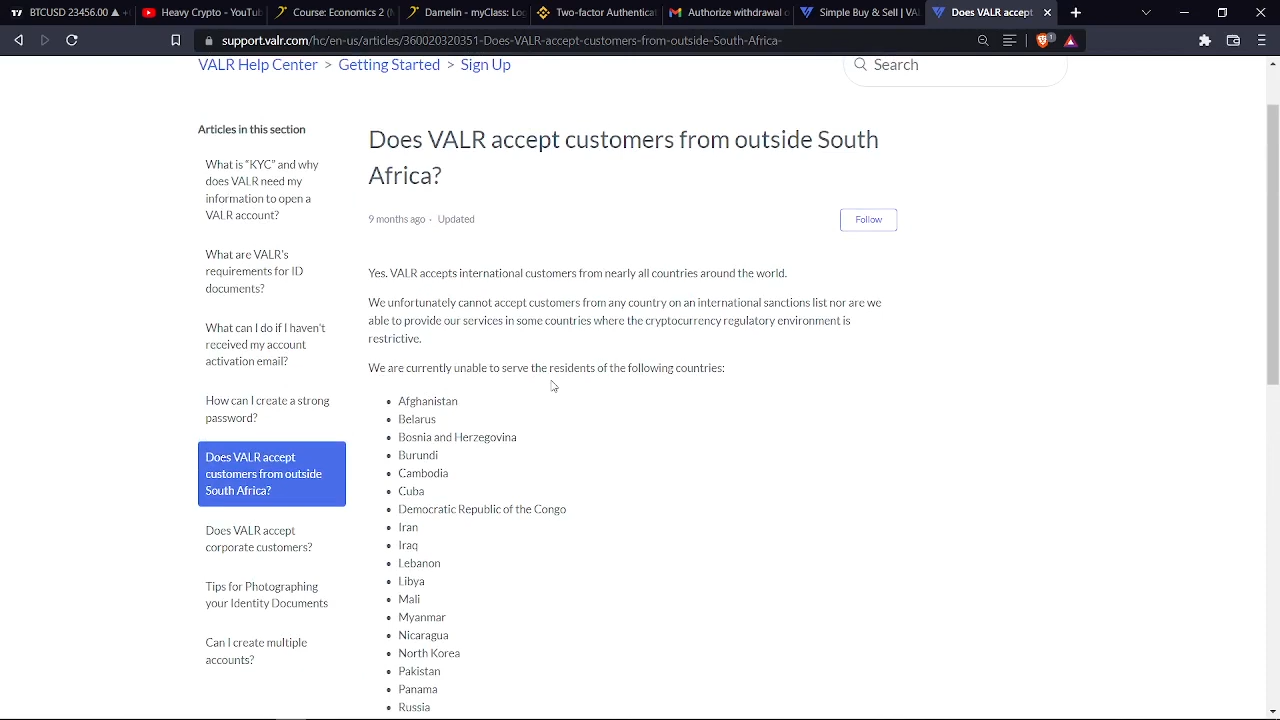 BTCUSD 23456.00 ▲
Heavy Crypto - YouTu
Course: Economics 2 (
Damelin - myClass: Lo
Two-factor Authenticat
Authorize withdrawal
Simple Buy & Sell | VAL
Does VALR accept
support.valr.com/hc/en-us/articles/360020320351-Does-VALR-accept-customers-from-outside-South-Africa-
1
VALR Help Center > Getting Started > Sign Up
Search
Articles in this section
What is “KYC” and why
does VALR need my
information to open a
VALR account?
What are VALR's
requirements for ID
documents?
What can I do if I haven't
received my account
activation email?
How can I create a strong
password?
Does VALR accept
customers from outside
South Africa?
Does VALR accept
corporate customers?
Tips for Photographing
your Identity Documents
Can I create multiple
accounts?
Does VALR accept customers from outside South
Africa?
9 months ago · Updated
Follow
Yes. VALR accepts international customers from nearly all countries around the world.
We unfortunately cannot accept customers from any country on an international sanctions list nor are we
able to provide our services in some countries where the cryptocurrency regulatory environment is
restrictive.
We are currently unable to serve the residents of the following countries:
Afghanistan
Belarus
Bosnia and Herzegovina
Burundi
Cambodia
Cuba
Democratic Republic of the Congo
Iran
Iraq
Lebanon
Libya
Mali
Myanmar
Nicaragua
North Korea
Pakistan
Panama
Russia